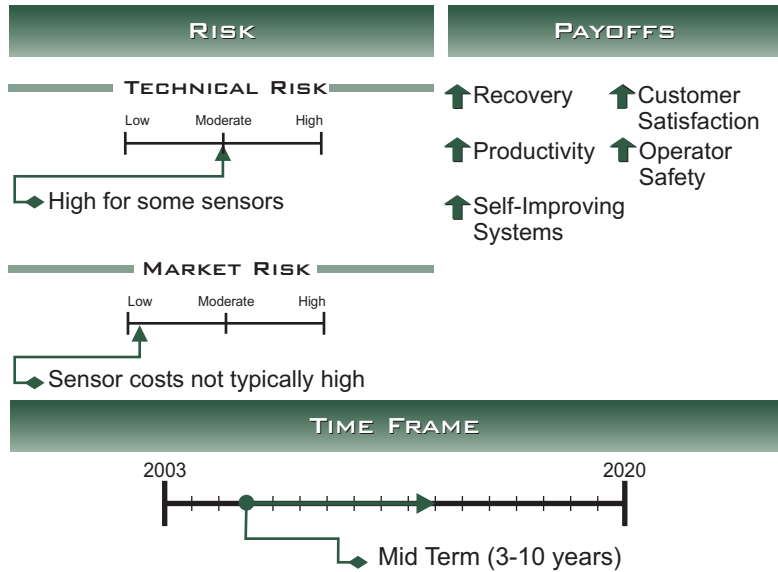 RISK
TECHNICAL RISK
Low Moderate High
High for some sensors
MARKET RISK
Low Moderate High
Sensor costs not typically high
PAYOFFS
Recovery
Productivity
Self-Improving
Systems
Customer
Satisfaction
Operator
Safety
TIME FRAME
2003 2020
Mid Term (3-10 years)